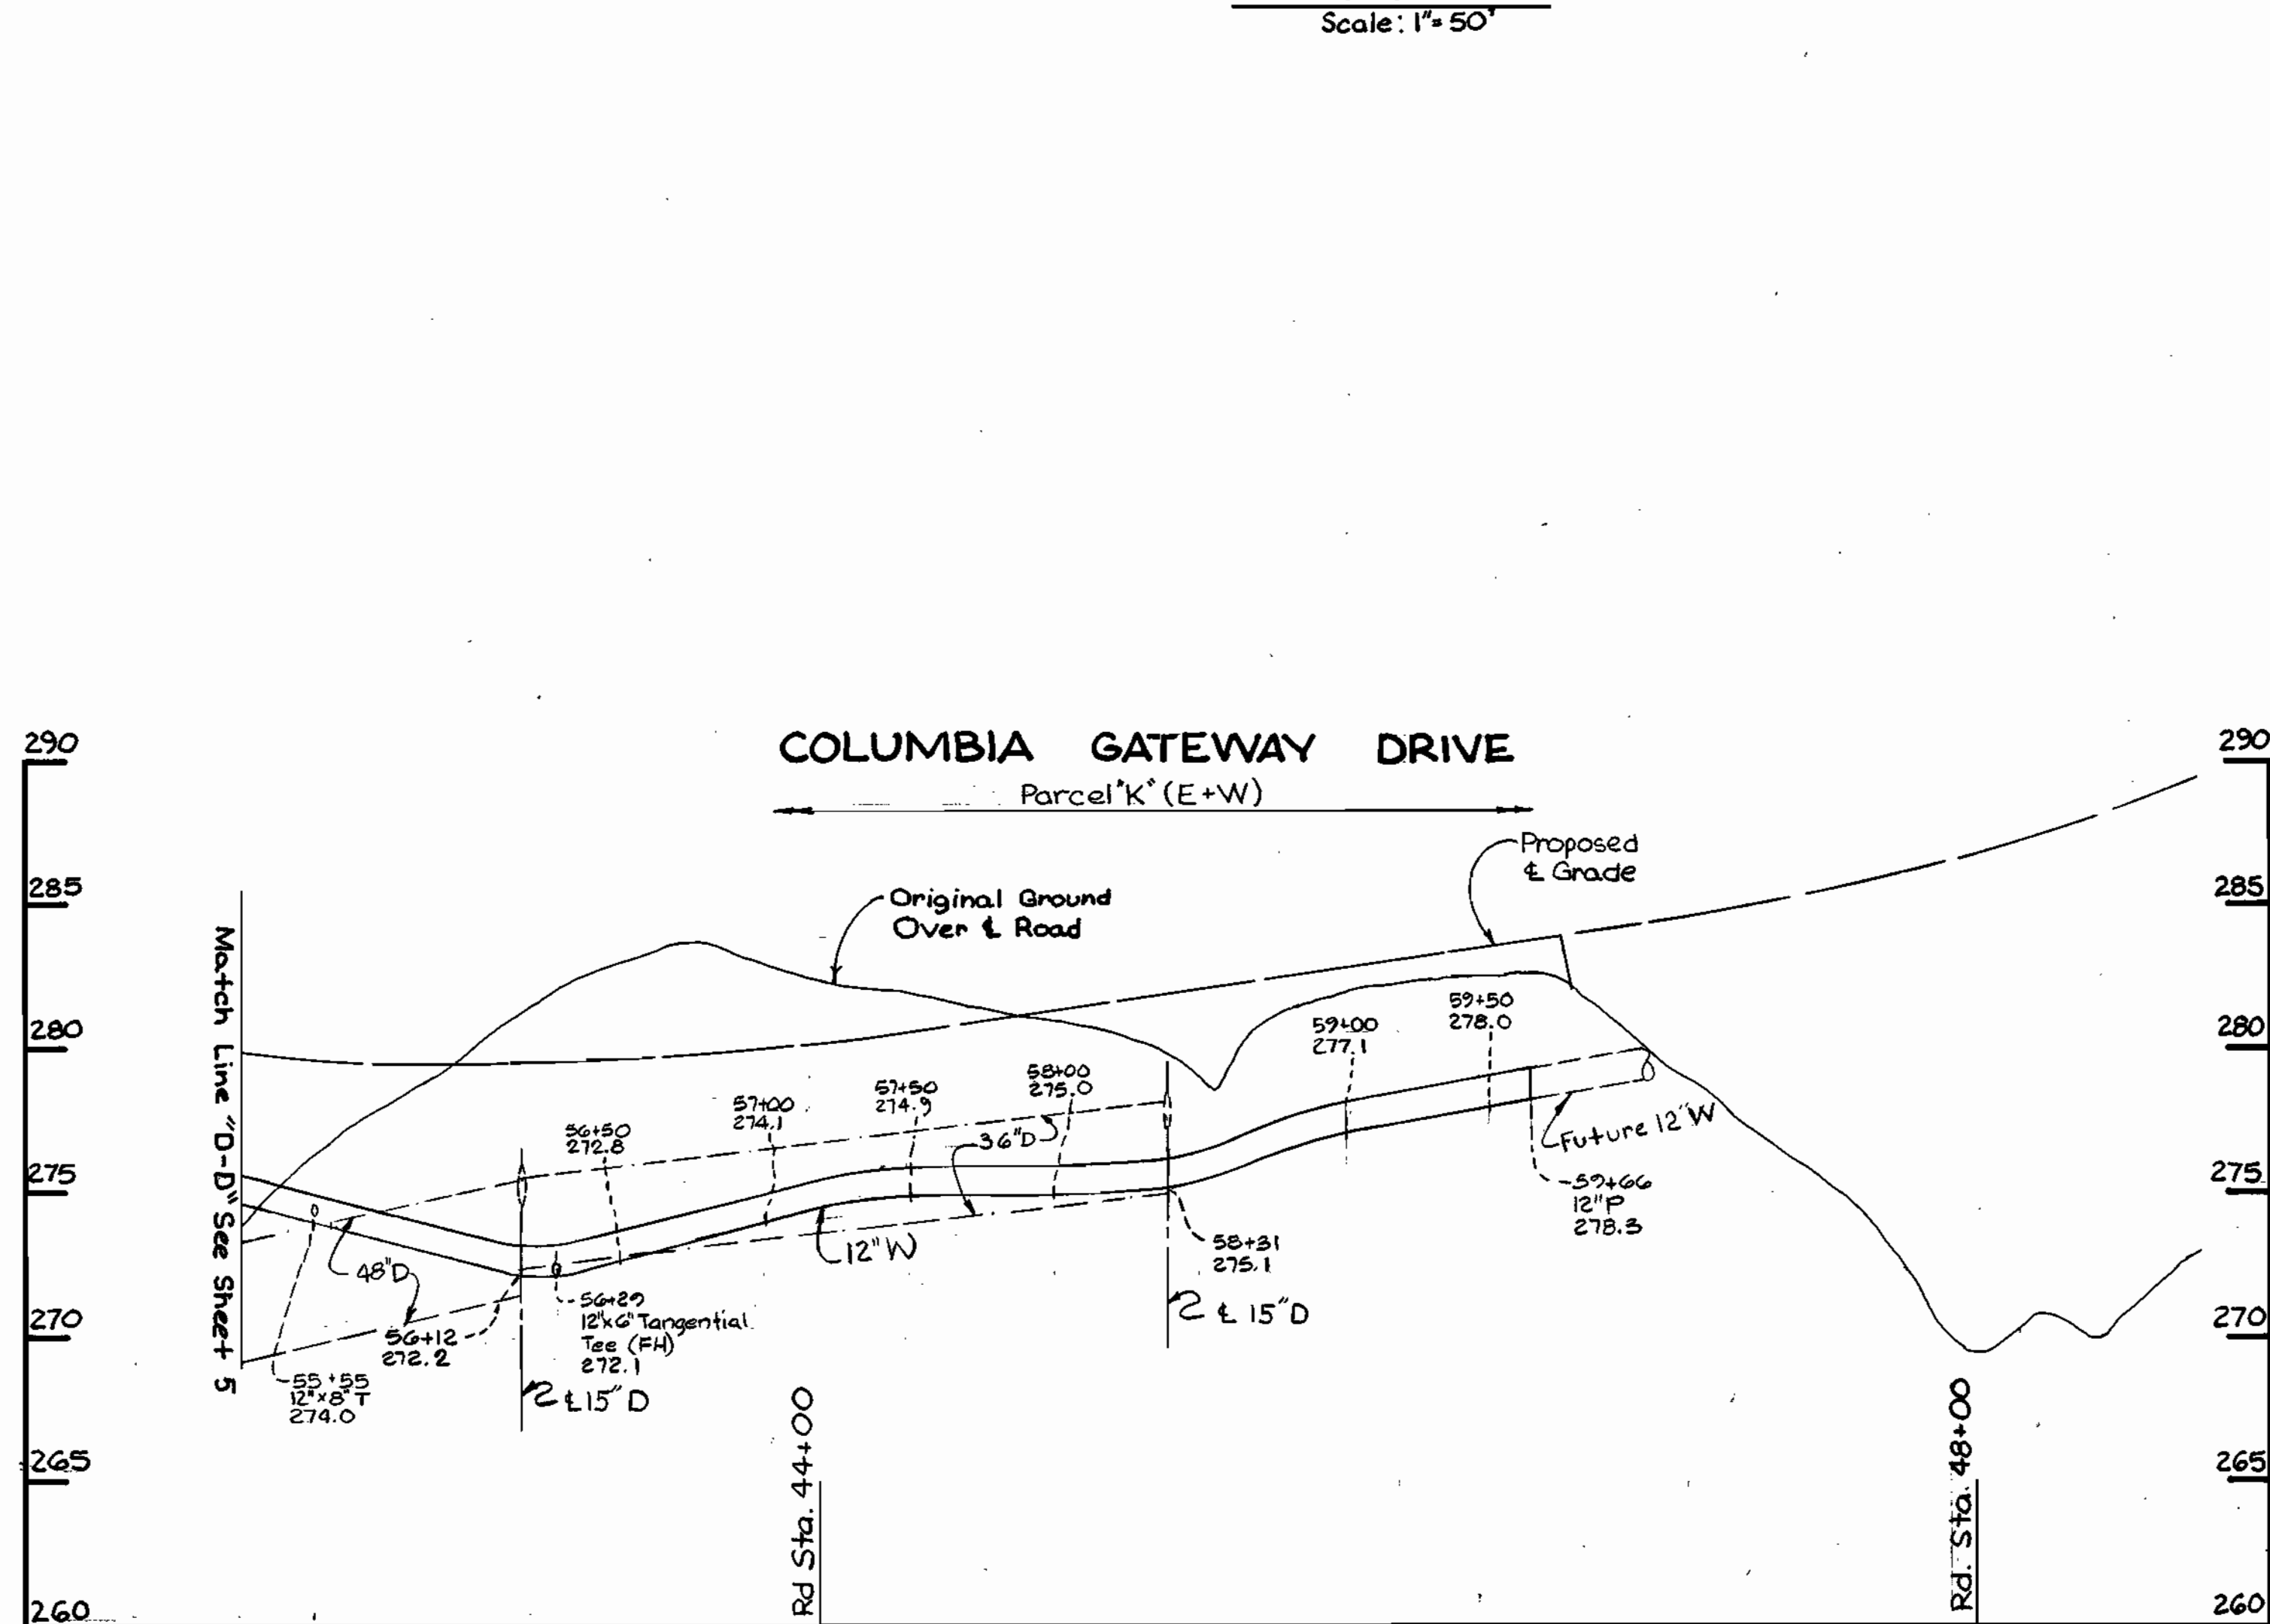 Scale: 1"=50'
COLUMBIA GATEWAY DRIVE
Parcel "K" (E+W)
290
285
280
275
270
265
260
290
285
280
275
270
265
260
Match Line "D-D" See Sheet 5
Original Ground
Over ℄ Road
Proposed
℄ Grade
56+50
272.8
57+00
274.1
57+50
274.9
58+00
275.0
59+00
277.1
59+50
278.0
36"D
48"D
12"W
Future 12"W
55+55
12"x8"T
274.0
56+12
272.2
56+29
12"x6" Tangential
Tee (FH)
272.1
℄ 15"D
58+31
275.1
℄ 15"D
59+66
12"P
278.3
Rd Sta. 44+00
Rd. Sta. 48+00